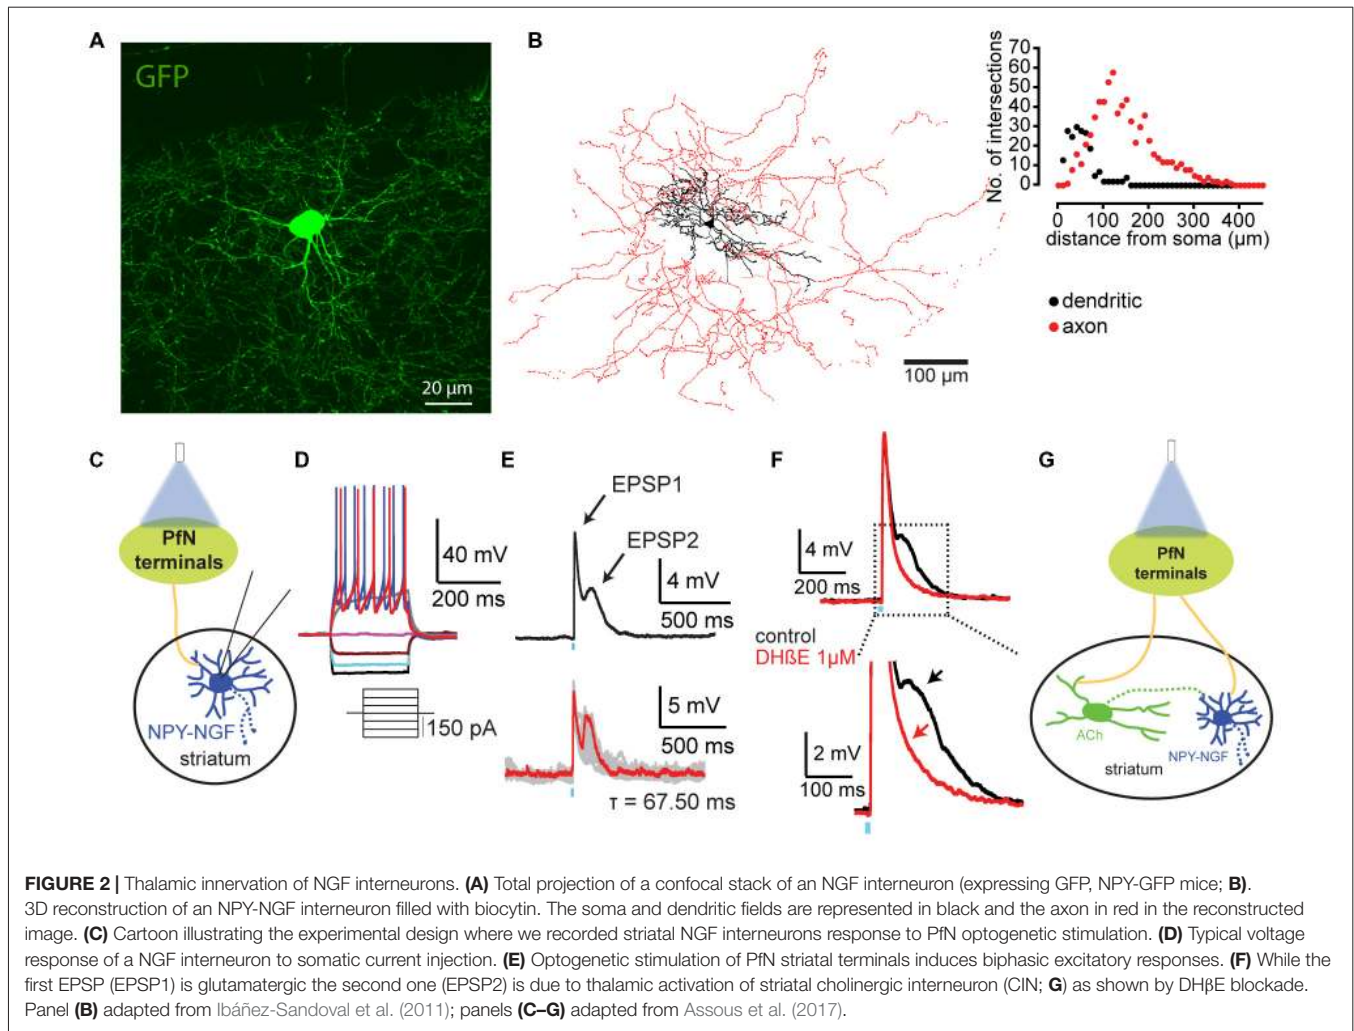 A
GFP
20 µm
B
100 µm
No. of intersections
70
60
50
40
30
20
10
0
0 100 200 300 400
distance from soma (µm)
dendritic
axon
C
PfN
terminals
NPY-NGF
striatum
D
40 mV
200 ms
150 pA
E
EPSP1
EPSP2
4 mV
500 ms
5 mV
500 ms
τ = 67.50 ms
F
4 mV
200 ms
control
DHßE 1µM
2 mV
100 ms
G
PfN
terminals
ACh
NPY-NGF
striatum
FIGURE 2 | Thalamic innervation of NGF interneurons. (A) Total projection of a confocal stack of an NGF interneuron (expressing GFP, NPY-GFP mice; B).
3D reconstruction of an NPY-NGF interneuron filled with biocytin. The soma and dendritic fields are represented in black and the axon in red in the reconstructed
image. (C) Cartoon illustrating the experimental design where we recorded striatal NGF interneurons response to PfN optogenetic stimulation. (D) Typical voltage
response of a NGF interneuron to somatic current injection. (E) Optogenetic stimulation of PfN striatal terminals induces biphasic excitatory responses. (F) While the
first EPSP (EPSP1) is glutamatergic the second one (EPSP2) is due to thalamic activation of striatal cholinergic interneuron (CIN; G) as shown by DHβE blockade.
Panel (B) adapted from Ibáñez-Sandoval et al. (2011); panels (C–G) adapted from Assous et al. (2017).